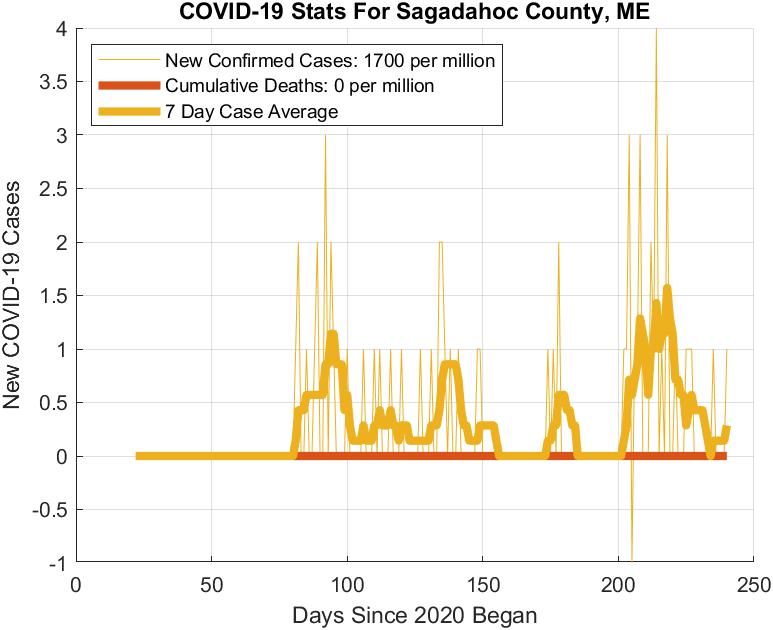 COVID-19 Stats For Sagadahoc County, ME
4
3.5
3
2.5
2
1.5
1
0.5
0
-0.5
-1
New COVID-19 Cases
New Confirmed Cases: 1700 per million
Cumulative Deaths: 0 per million
7 Day Case Average
0 50 100 150 200 250
Days Since 2020 Began